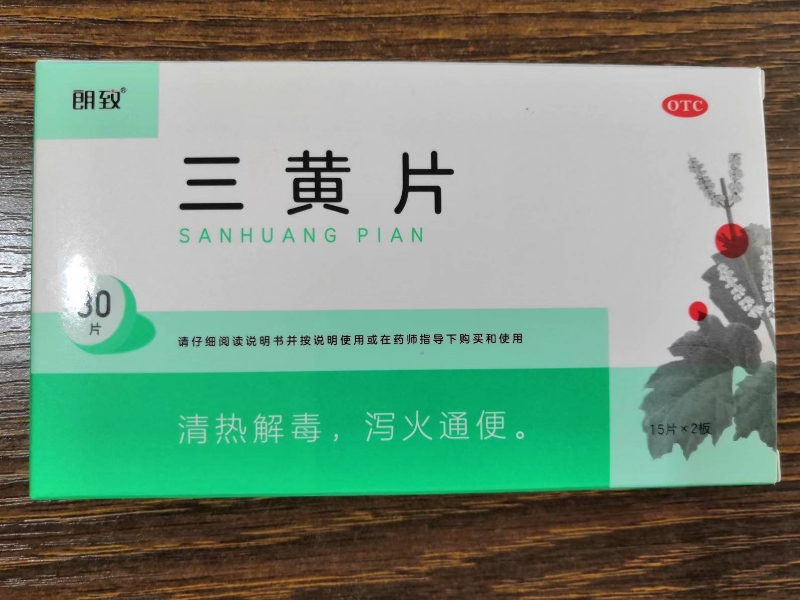 朗致®
OTC
三黄片
SANHUANG PIAN
30
片
请仔细阅读说明书并按说明使用或在药师指导下购买和使用
清热解毒，泻火通便。
15片×2板